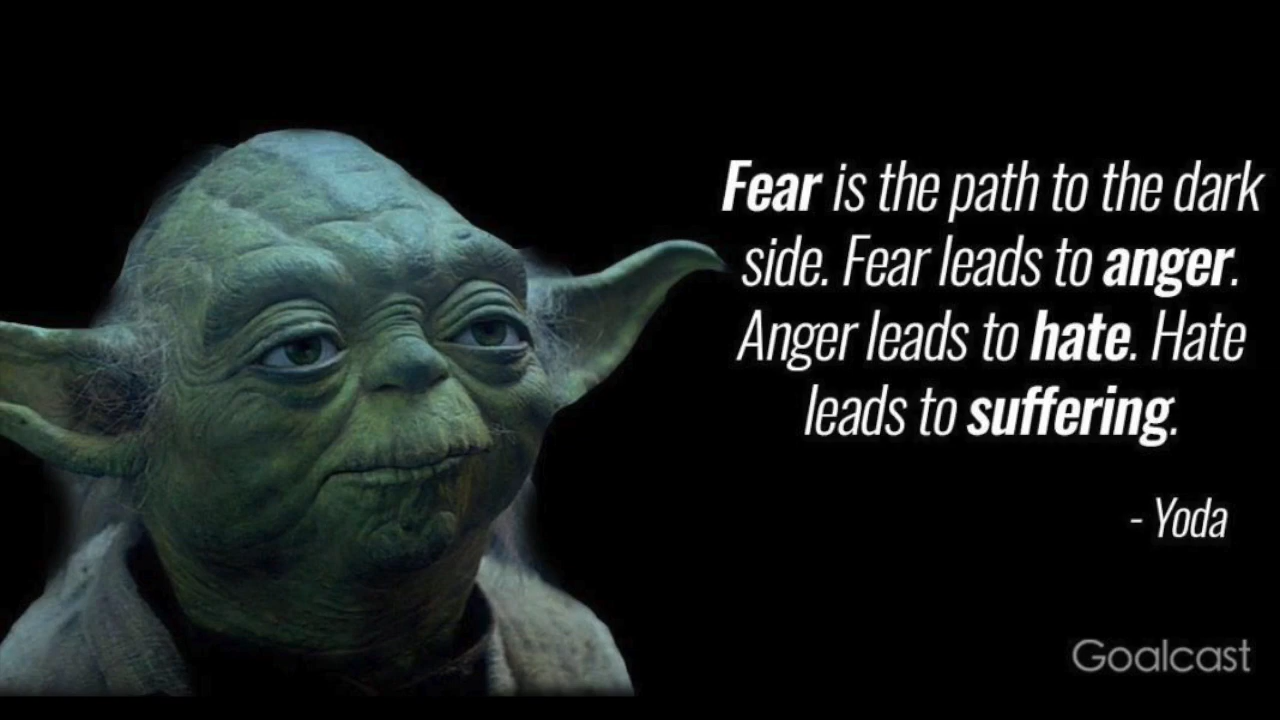 Fear is the path to the dark
side. Fear leads to anger.
Anger leads to hate. Hate
leads to suffering.
- Yoda
Goalcast